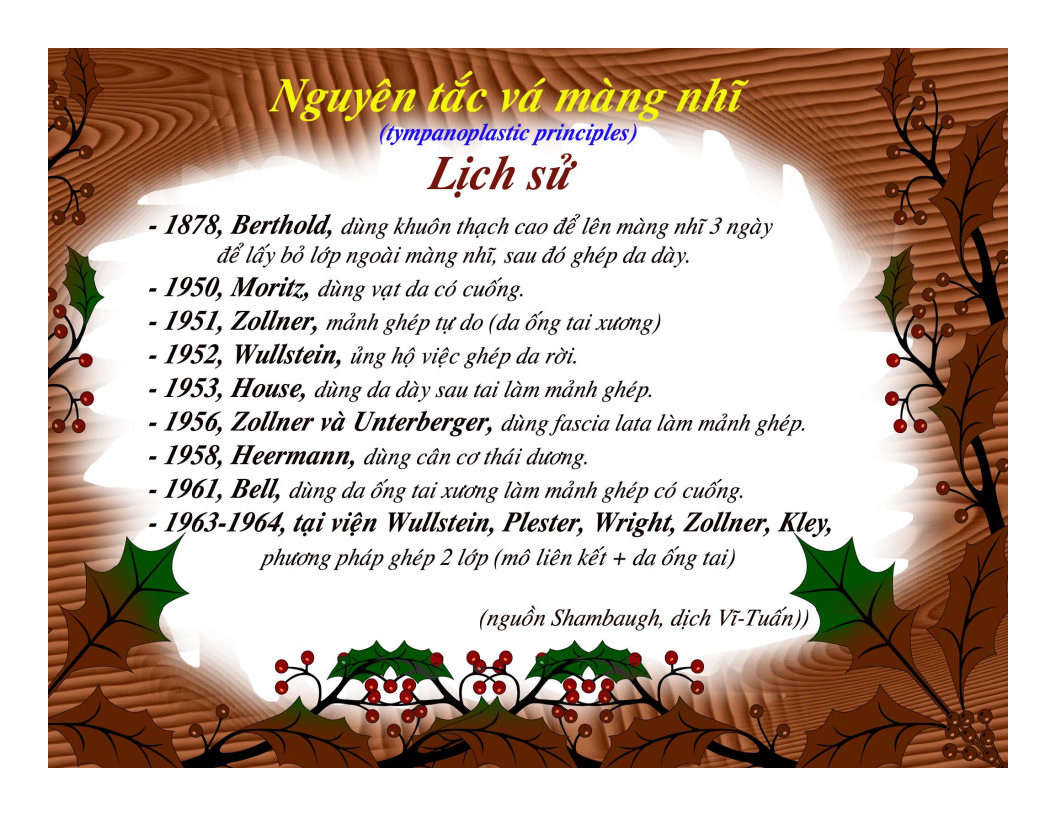 Nguyên tắc vá màng nhĩ
(tympanoplastic principles)
Lịch sử
- 1878, Berthold, dùng khuôn thạch cao để lên màng nhĩ 3 ngày
để lấy bỏ lớp ngoài màng nhĩ, sau đó ghép da dày.
- 1950, Moritz, dùng vạt da có cuống.
- 1951, Zollner, mảnh ghép tự do (da ống tai xương)
- 1952, Wullstein, ủng hộ việc ghép da rời.
- 1953, House, dùng da dày sau tai làm mảnh ghép.
- 1956, Zollner và Unterberger, dùng fascia lata làm mảnh ghép.
- 1958, Heermann, dùng cân cơ thái dương.
- 1961, Bell, dùng da ống tai xương làm mảnh ghép có cuống.
- 1963-1964, tại viện Wullstein, Plester, Wright, Zollner, Kley,
phương pháp ghép 2 lớp (mô liên kết + da ống tai)
(nguồn Shambaugh, dịch Vĩ-Tuấn))